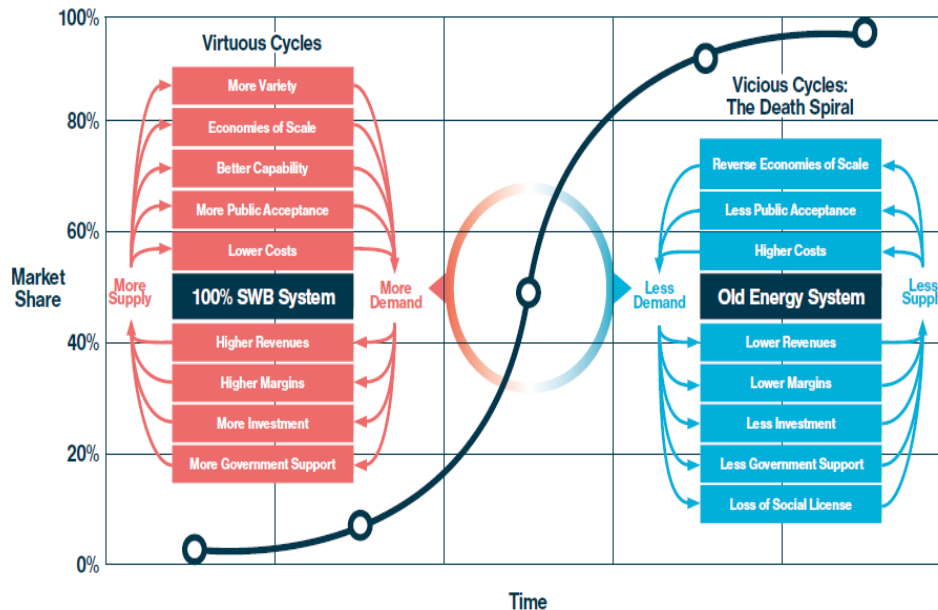 100%
80%
60%
40%
20%
0%
Market
Share
Time
Virtuous Cycles
More Variety
Economies of Scale
Better Capability
More Public Acceptance
Lower Costs
More
Supply
100% SWB System
More
Demand
Higher Revenues
Higher Margins
More Investment
More Government Support
Vicious Cycles:
The Death Spiral
Reverse Economies of Scale
Less Public Acceptance
Higher Costs
Less
Demand
Old Energy System
Less
Supply
Lower Revenues
Lower Margins
Less Investment
Less Government Support
Loss of Social License